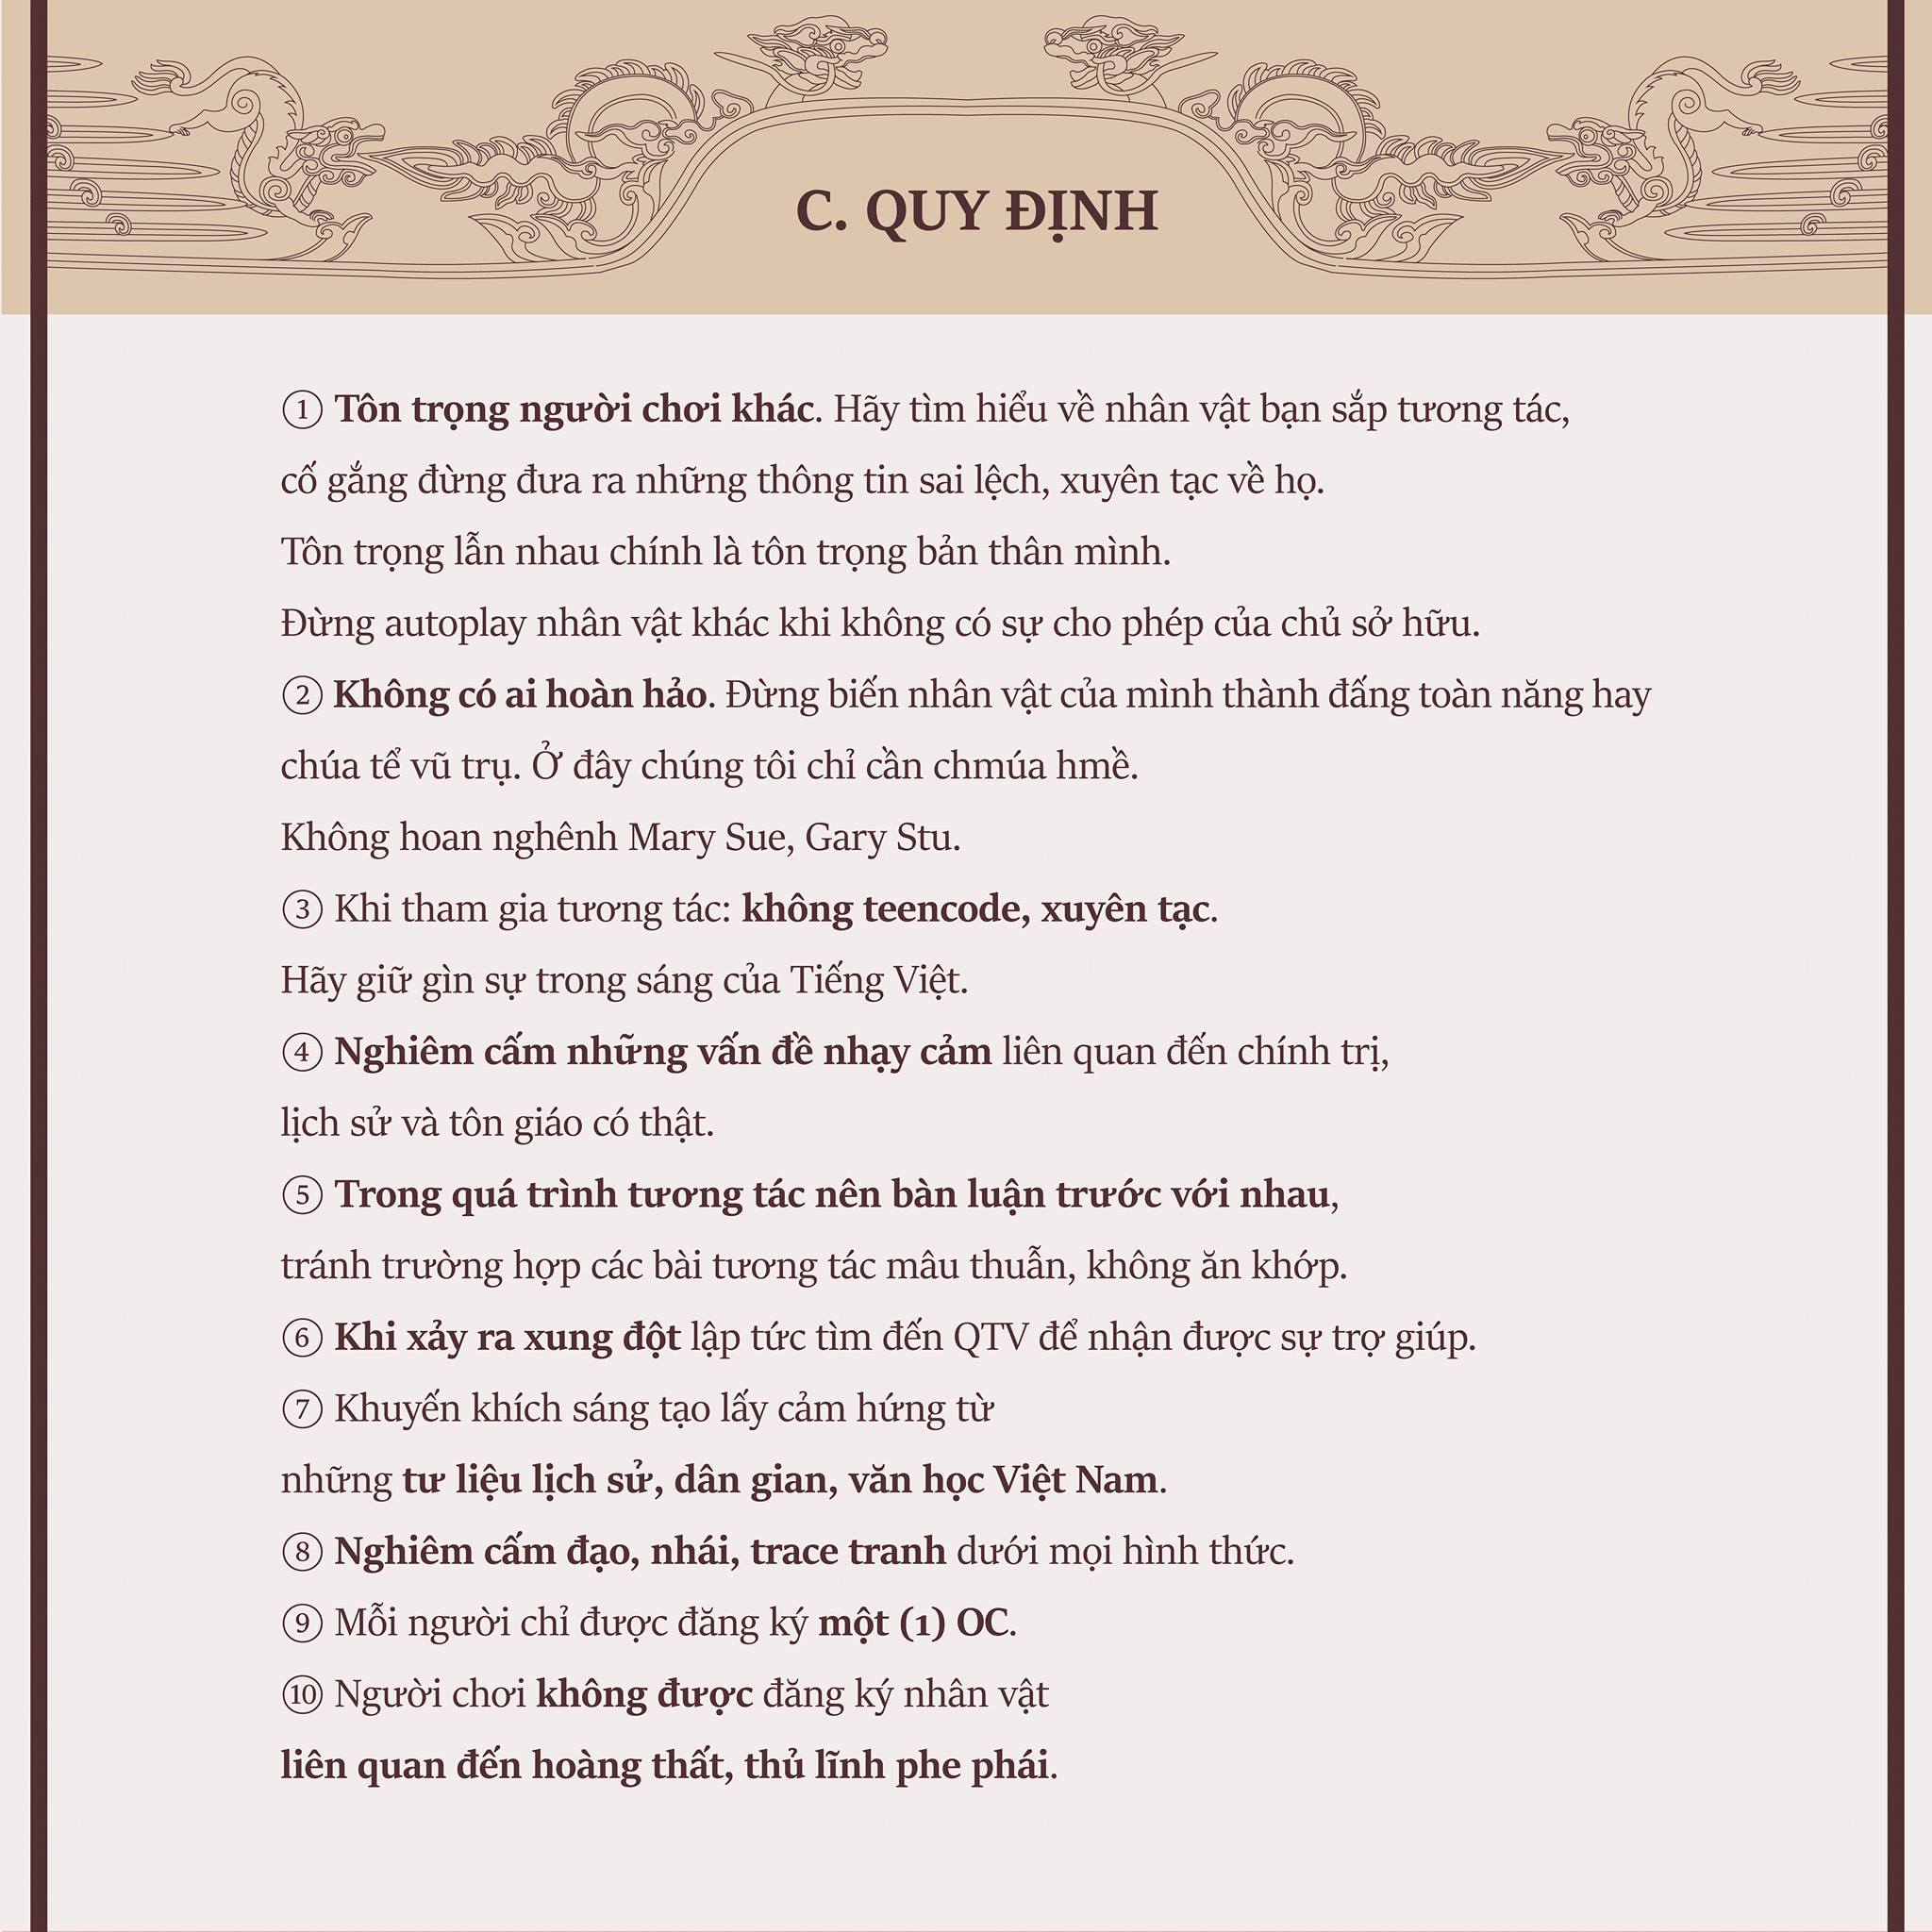 C. QUY ĐỊNH
① Tôn trọng người chơi khác. Hãy tìm hiểu về nhân vật bạn sắp tương tác,
cố gắng đừng đưa ra những thông tin sai lệch, xuyên tạc về họ.
Tôn trọng lẫn nhau chính là tôn trọng bản thân mình.
Đừng autoplay nhân vật khác khi không có sự cho phép của chủ sở hữu.
② Không có ai hoàn hảo. Đừng biến nhân vật của mình thành đấng toàn năng hay
chúa tể vũ trụ. Ở đây chúng tôi chỉ cần chmúa hmề.
Không hoan nghênh Mary Sue, Gary Stu.
③ Khi tham gia tương tác: không teencode, xuyên tạc.
Hãy giữ gìn sự trong sáng của Tiếng Việt.
④ Nghiêm cấm những vấn đề nhạy cảm liên quan đến chính trị,
lịch sử và tôn giáo có thật.
⑤ Trong quá trình tương tác nên bàn luận trước với nhau,
tránh trường hợp các bài tương tác mâu thuẫn, không ăn khớp.
⑥ Khi xảy ra xung đột lập tức tìm đến QTV để nhận được sự trợ giúp.
⑦ Khuyến khích sáng tạo lấy cảm hứng từ
những tư liệu lịch sử, dân gian, văn học Việt Nam.
⑧ Nghiêm cấm đạo, nhái, trace tranh dưới mọi hình thức.
⑨ Mỗi người chỉ được đăng ký một (1) OC.
⑩ Người chơi không được đăng ký nhân vật
liên quan đến hoàng thất, thủ lĩnh phe phái.